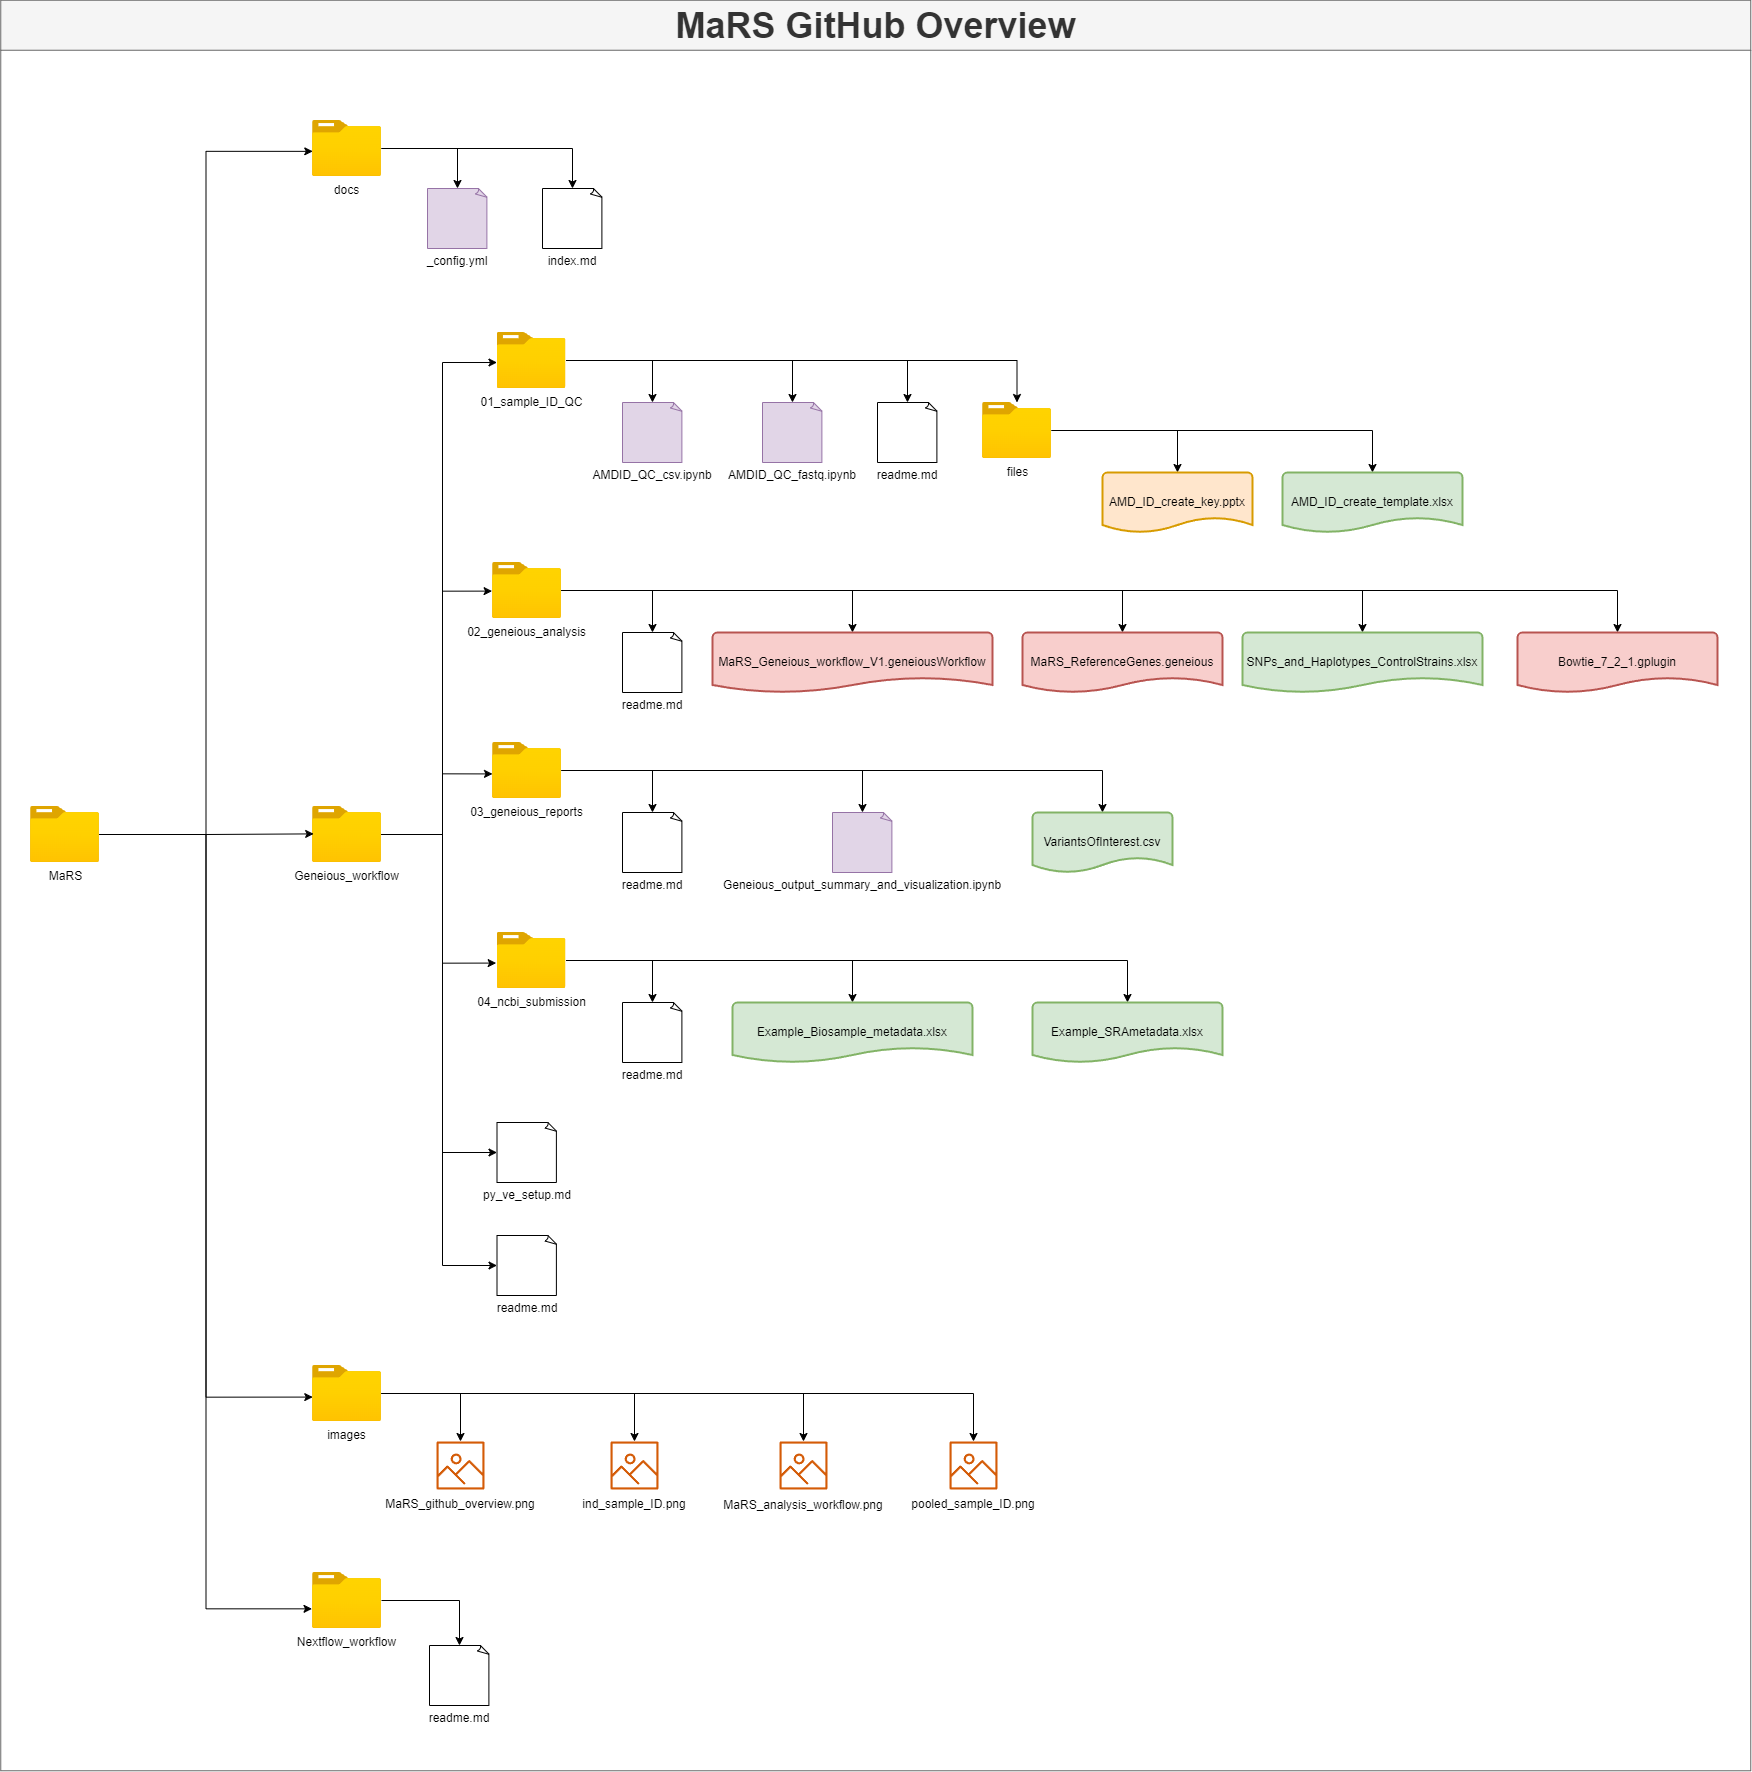 MaRS GitHub Overview
docs
_config.yml
index.md
01_sample_ID_QC
AMDID_QC_csv.ipynb
AMDID_QC_fastq.ipynb
readme.md
files
AMD_ID_create_key.pptx
AMD_ID_create_template.xlsx
02_geneious_analysis
readme.md
MaRS_Geneious_workflow_V1.geneiousWorkflow
MaRS_ReferenceGenes.geneious
SNPs_and_Haplotypes_ControlStrains.xlsx
Bowtie_7_2_1.gplugin
03_geneious_reports
readme.md
Geneious_output_summary_and_visualization.ipynb
VariantsOfInterest.csv
MaRS
Geneious_workflow
04_ncbi_submission
readme.md
Example_Biosample_metadata.xlsx
Example_SRAmetadata.xlsx
py_ve_setup.md
readme.md
images
MaRS_github_overview.png
ind_sample_ID.png
MaRS_analysis_workflow.png
pooled_sample_ID.png
Nextflow_workflow
readme.md